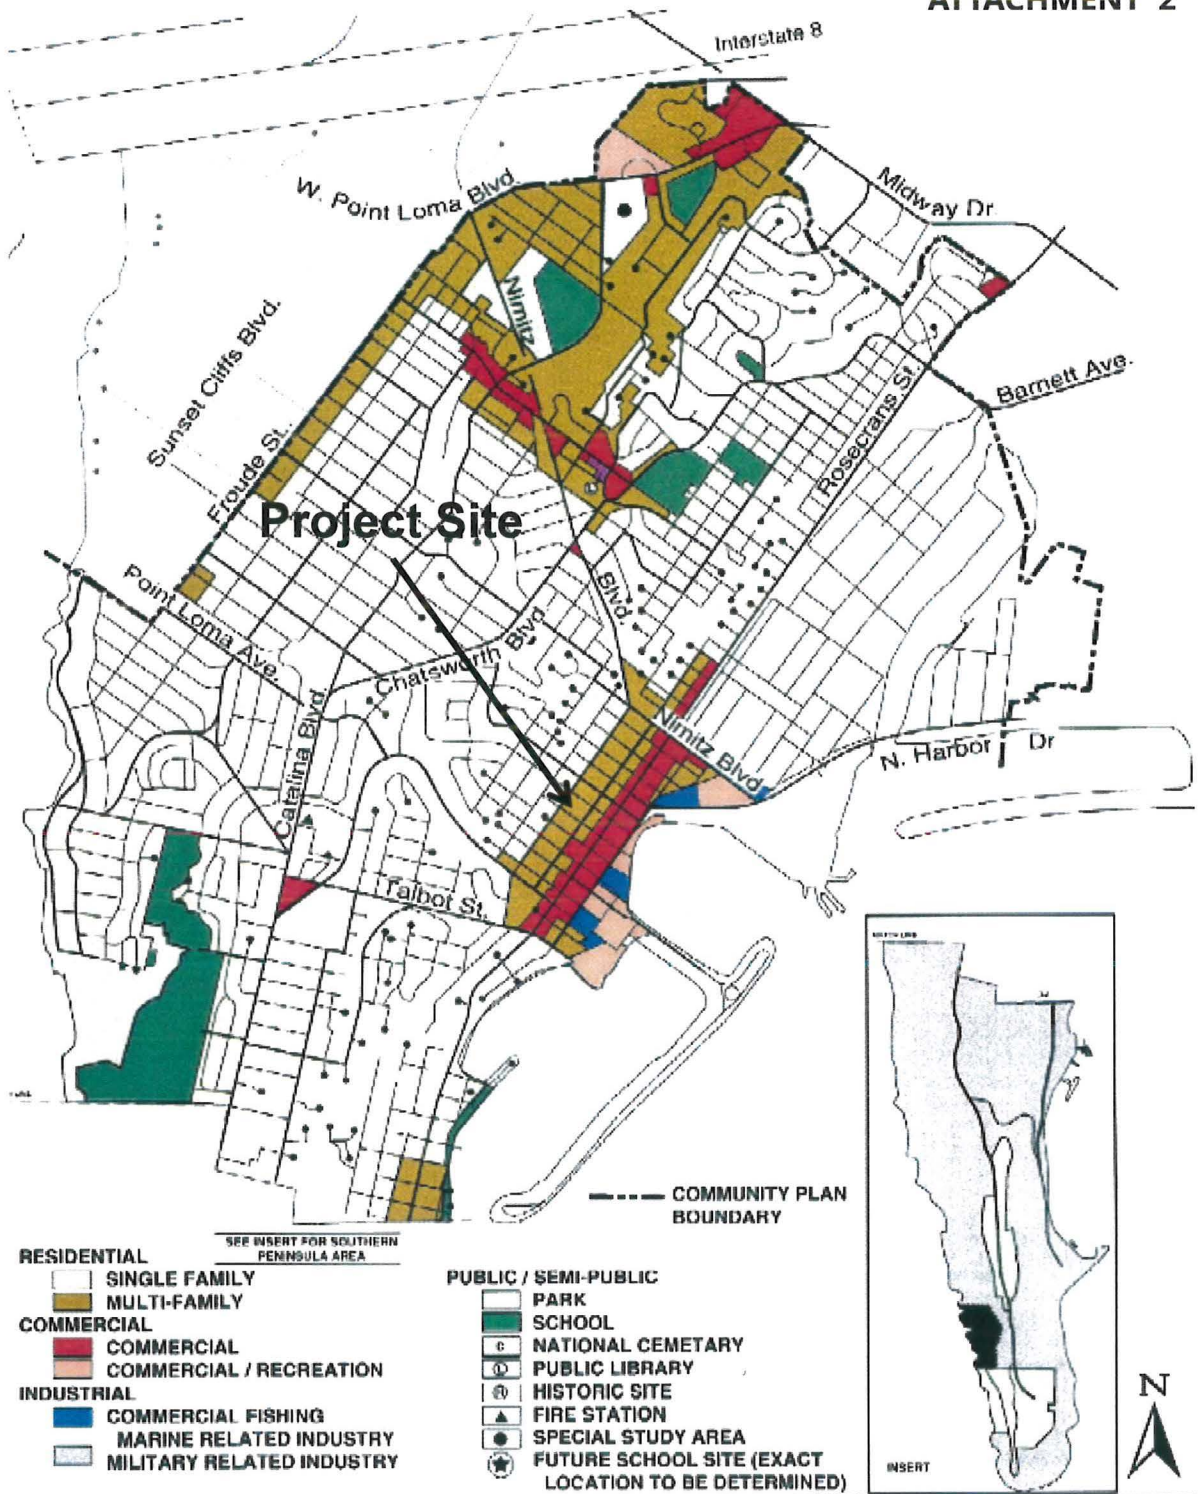 ATTACHMENT 2
Interstate 8
W. Point Loma Blvd.
Midway Dr.
Nimitz
Sunset Cliffs Blvd.
Froude St.
Barnett Ave.
Rosecrans St.
Project Site
Point Loma Ave.
Blvd.
Chatsworth Blvd.
Catalina Blvd.
Nimitz Blvd.
N. Harbor Dr
Talbot St.
COMMUNITY PLAN
BOUNDARY
SEE INSERT FOR SOUTHERN
PENINSULA AREA
RESIDENTIAL
SINGLE FAMILY
MULTI-FAMILY
COMMERCIAL
COMMERCIAL
COMMERCIAL / RECREATION
INDUSTRIAL
COMMERCIAL FISHING
MARINE RELATED INDUSTRY
MILITARY RELATED INDUSTRY
PUBLIC / SEMI-PUBLIC
PARK
SCHOOL
C NATIONAL CEMETARY
L PUBLIC LIBRARY
H HISTORIC SITE
FIRE STATION
SPECIAL STUDY AREA
FUTURE SCHOOL SITE (EXACT
LOCATION TO BE DETERMINED)
INSERT
N